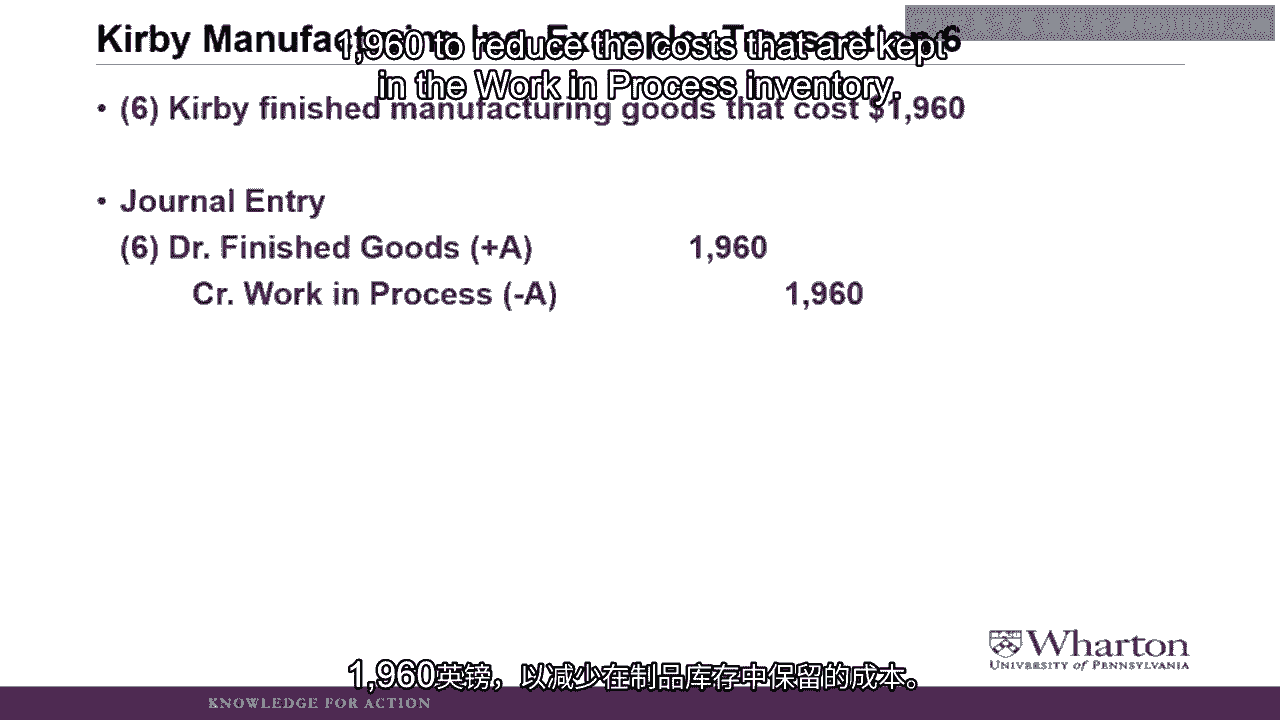 Kirby Manufacturing Inc. Example: Transaction 6
1,960 to reduce the costs that are kept
in the Work in Process inventory.
• (6) Kirby finished manufacturing goods that cost $1,960
• Journal Entry
(6) Dr. Finished Goods (+A) 1,960
Cr. Work in Process (-A) 1,960
Wharton
UNIVERSITY of PENNSYLVANIA
1,960英镑，以减少在制品库存中保留的成本。
KNOWLEDGE FOR ACTION